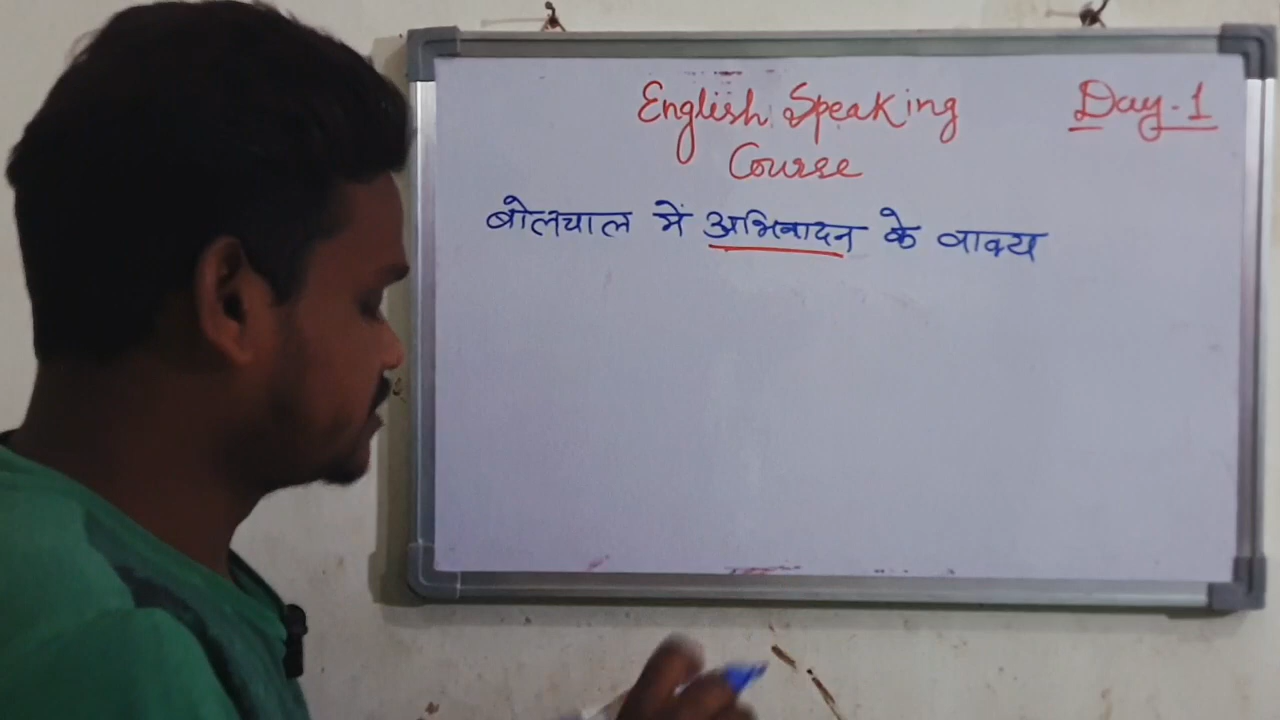 English Speaking
Course
Day-1
बोलचाल में अभिवादन के वाक्य